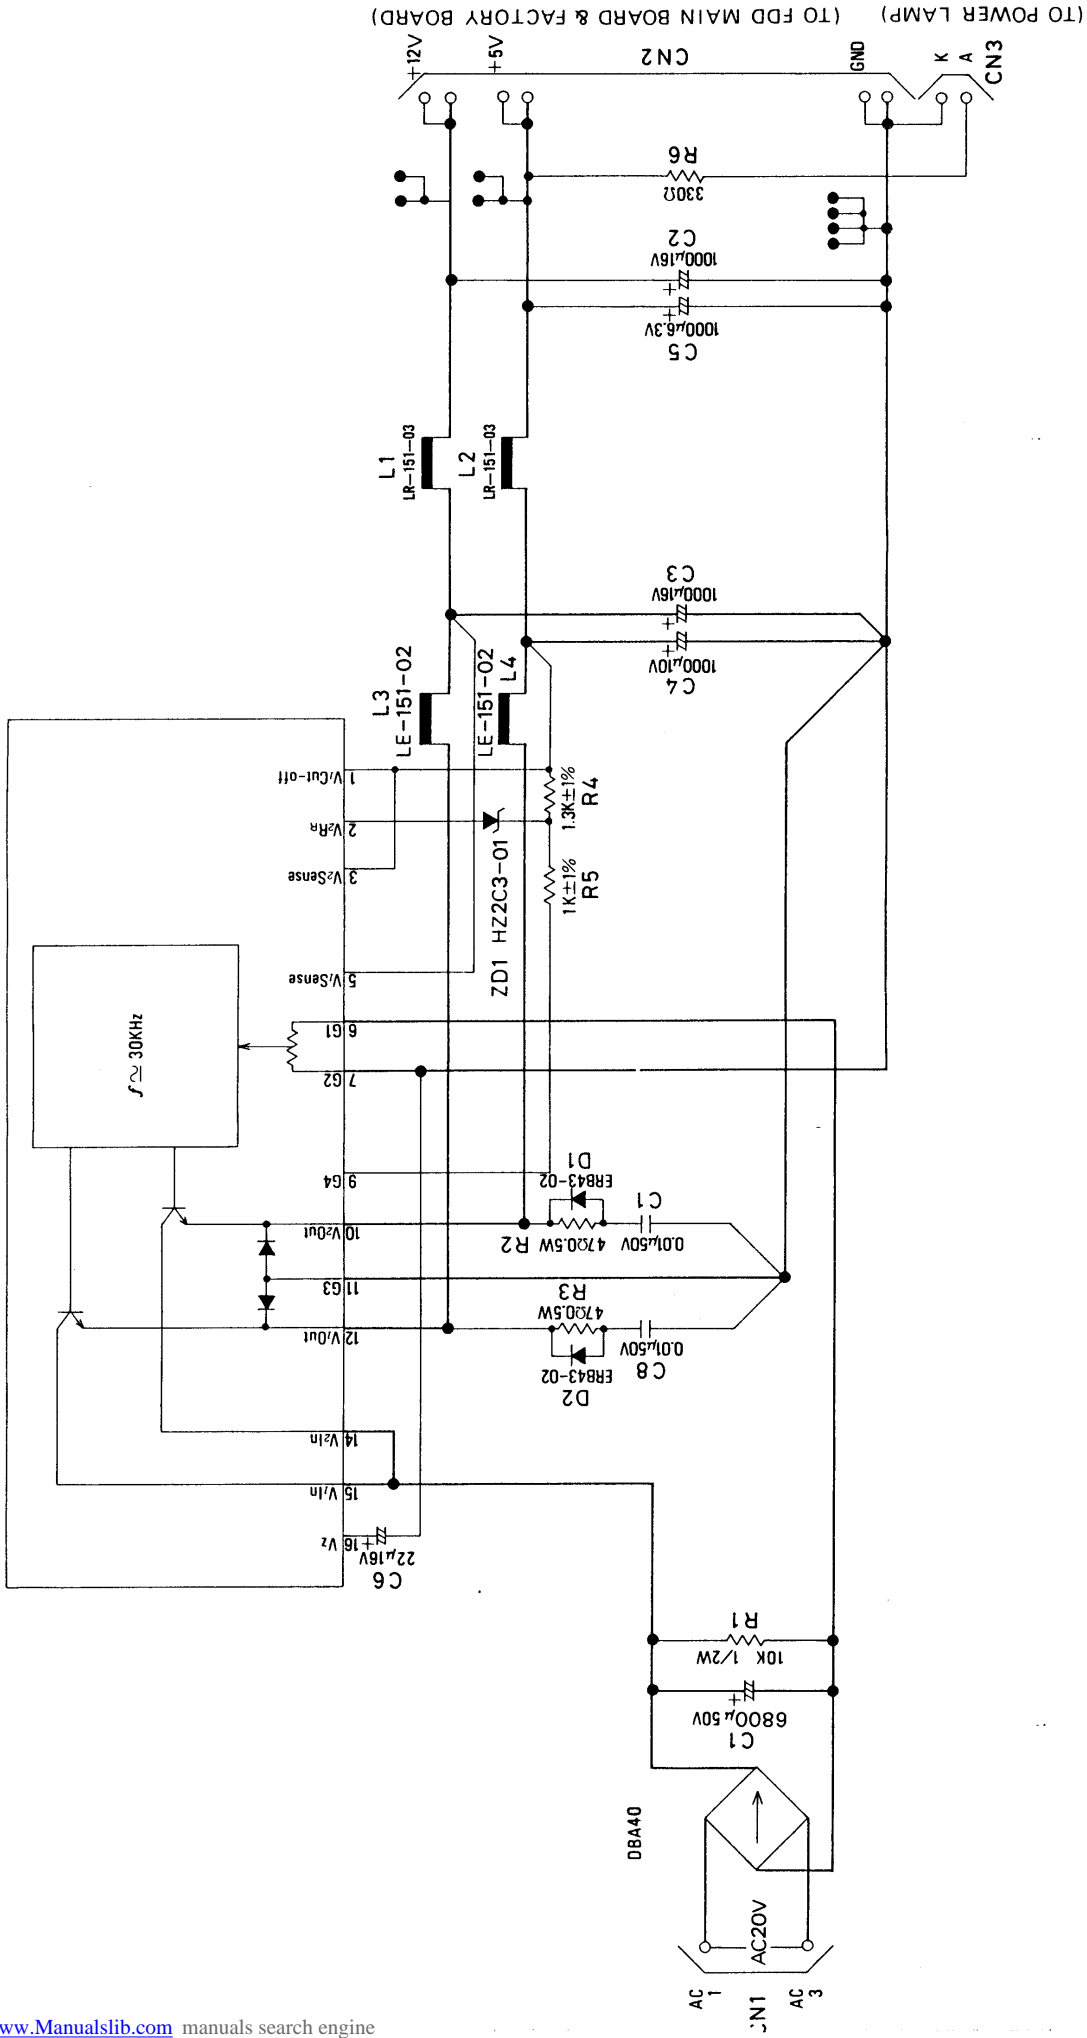 (TO FDD MAIN BOARD & FACTORY BOARD)
(TO POWER LAMP)
+12V
+5V
CN2
GND
K
A
CN3
R6
330Ω
C2
1000μ16V
+
+
1000μ6.3V
C5
L1
LR-151-03
L2
LR-151-03
C3
1000μ16V
+
+
1000μ10V
C4
L3
LE-151-02
L4
LE-151-02
1 V₁Cut-off
2 V₂RR
3 V₂Sense
5 V₁Sense
6 G1
7 G2
9 G4
10 V₂Out
11 G3
12 V₁Out
14 V₂In
15 V₁In
16 Vz
f≃30KHz
1.3K±1%
R4
1K±1%
R5
ZD1 HZ2C3-01
D1
ERB43-02
47Ω0.5W
R2
C1
0.01μ50V
R3
47Ω0.5W
ERB43-02
D2
0.01μ50V
C8
+
22μ16V
C6
R1
10K 1/2W
+
6800μ50V
C1
DBA40
AC20V
AC
1
CN1
AC
3
www.Manualslib.com manuals search engine